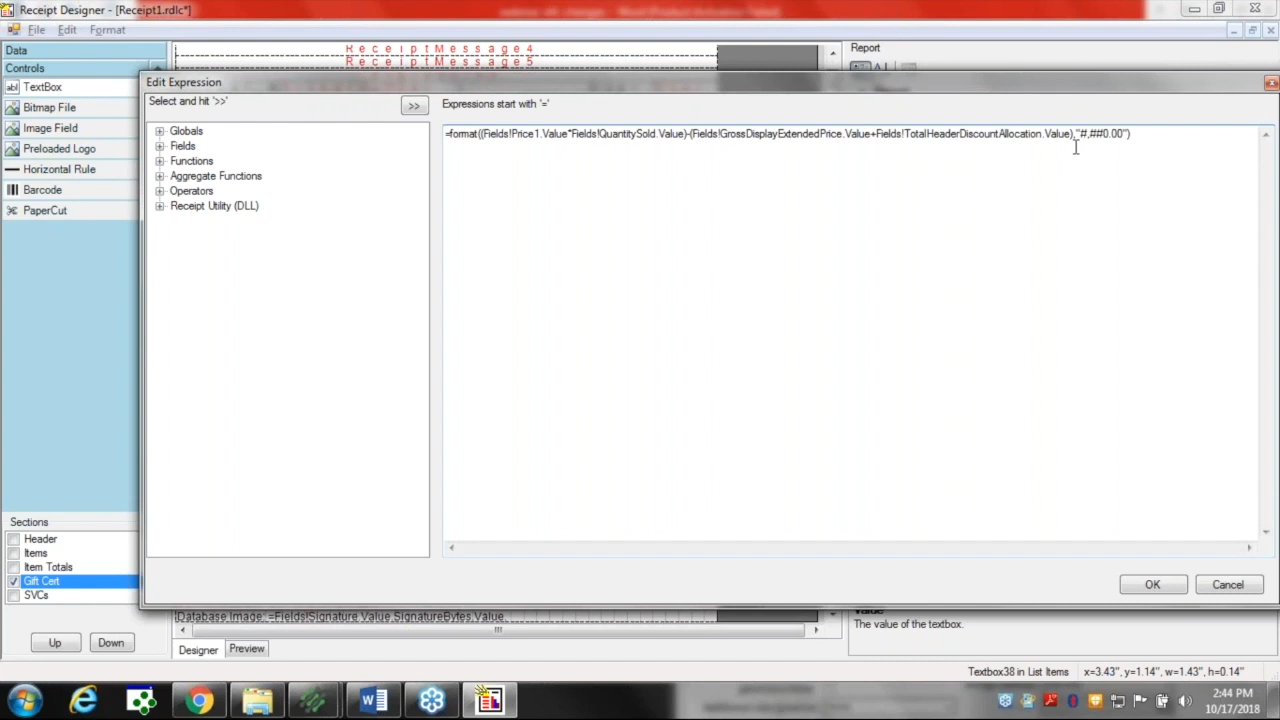 Receipt Designer - [Receipt1.rdlc*]
File Edit Format
Data
Controls
TextBox
Bitmap File
Image Field
Preloaded Logo
Horizontal Rule
Barcode
PaperCut
ReceiptMessage4
ReceiptMessage5
Report
Edit Expression
Select and hit '>>'
>>
Expressions start with '='
Globals
Fields
Functions
Aggregate Functions
Operators
Receipt Utility (DLL)
=format((Fields!Price1.Value*Fields!QuantitySold.Value)-(Fields!GrossDisplayExtendedPrice.Value+Fields!TotalHeaderDiscountAllocation.Value),"#,##0.00")
OK Cancel
Sections
Header
Items
Item Totals
Gift Cert
SVCs
Up Down
Database Image: =Fields!Signature.Value,SignatureBytes.Value
Designer Preview
Value
The value of the textbox.
Textbox38 in List Items x=3.43", y=1.14", w=1.43", h=0.14"
2:44 PM
10/17/2018